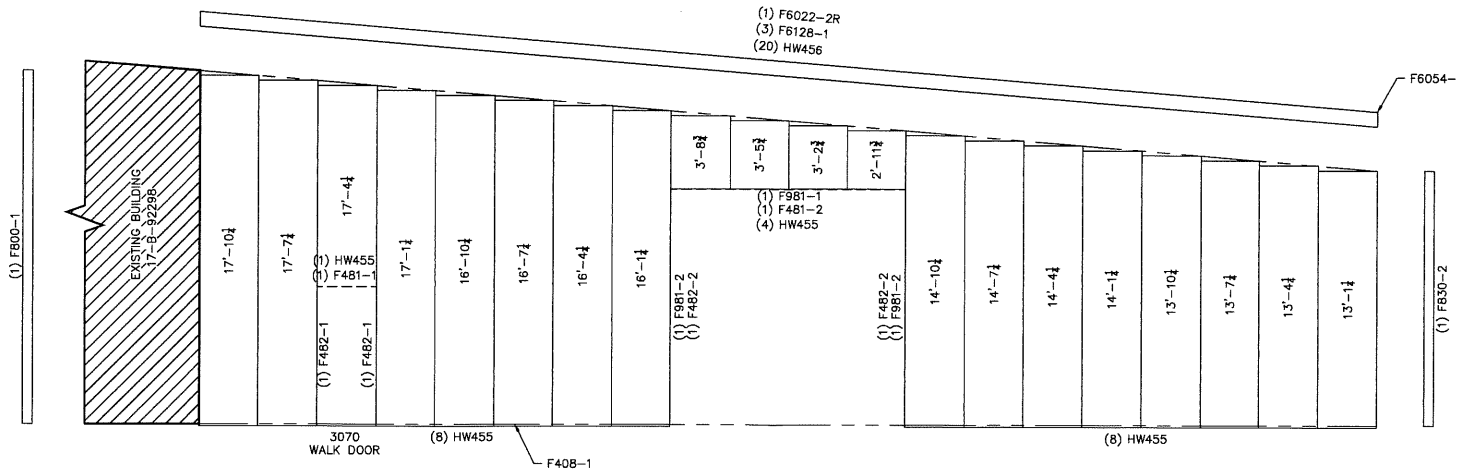 (1) F6022-2R
(3) F6128-1
(20) HW456
F6054-
(1) F800-1
EXISTING BUILDING
17-B-92298
17'-10¼
17'-7¼
17'-4¼
(1) HW455
(1) F481-1
(1) F482-1
(1) F482-1
17'-1¼
16'-10¼
16'-7¼
16'-4¼
16'-1¼
3'-8¾
3'-5¾
3'-2¾
2'-11¾
(1) F981-1
(1) F481-2
(4) HW455
(1) F981-2
(1) F482-2
(1) F482-2
(1) F981-2
14'-10¼
14'-7¼
14'-4¼
14'-1¼
13'-10¼
13'-7¼
13'-4¼
13'-1¼
(1) F830-2
3070
WALK DOOR
(8) HW455
F408-1
(8) HW455